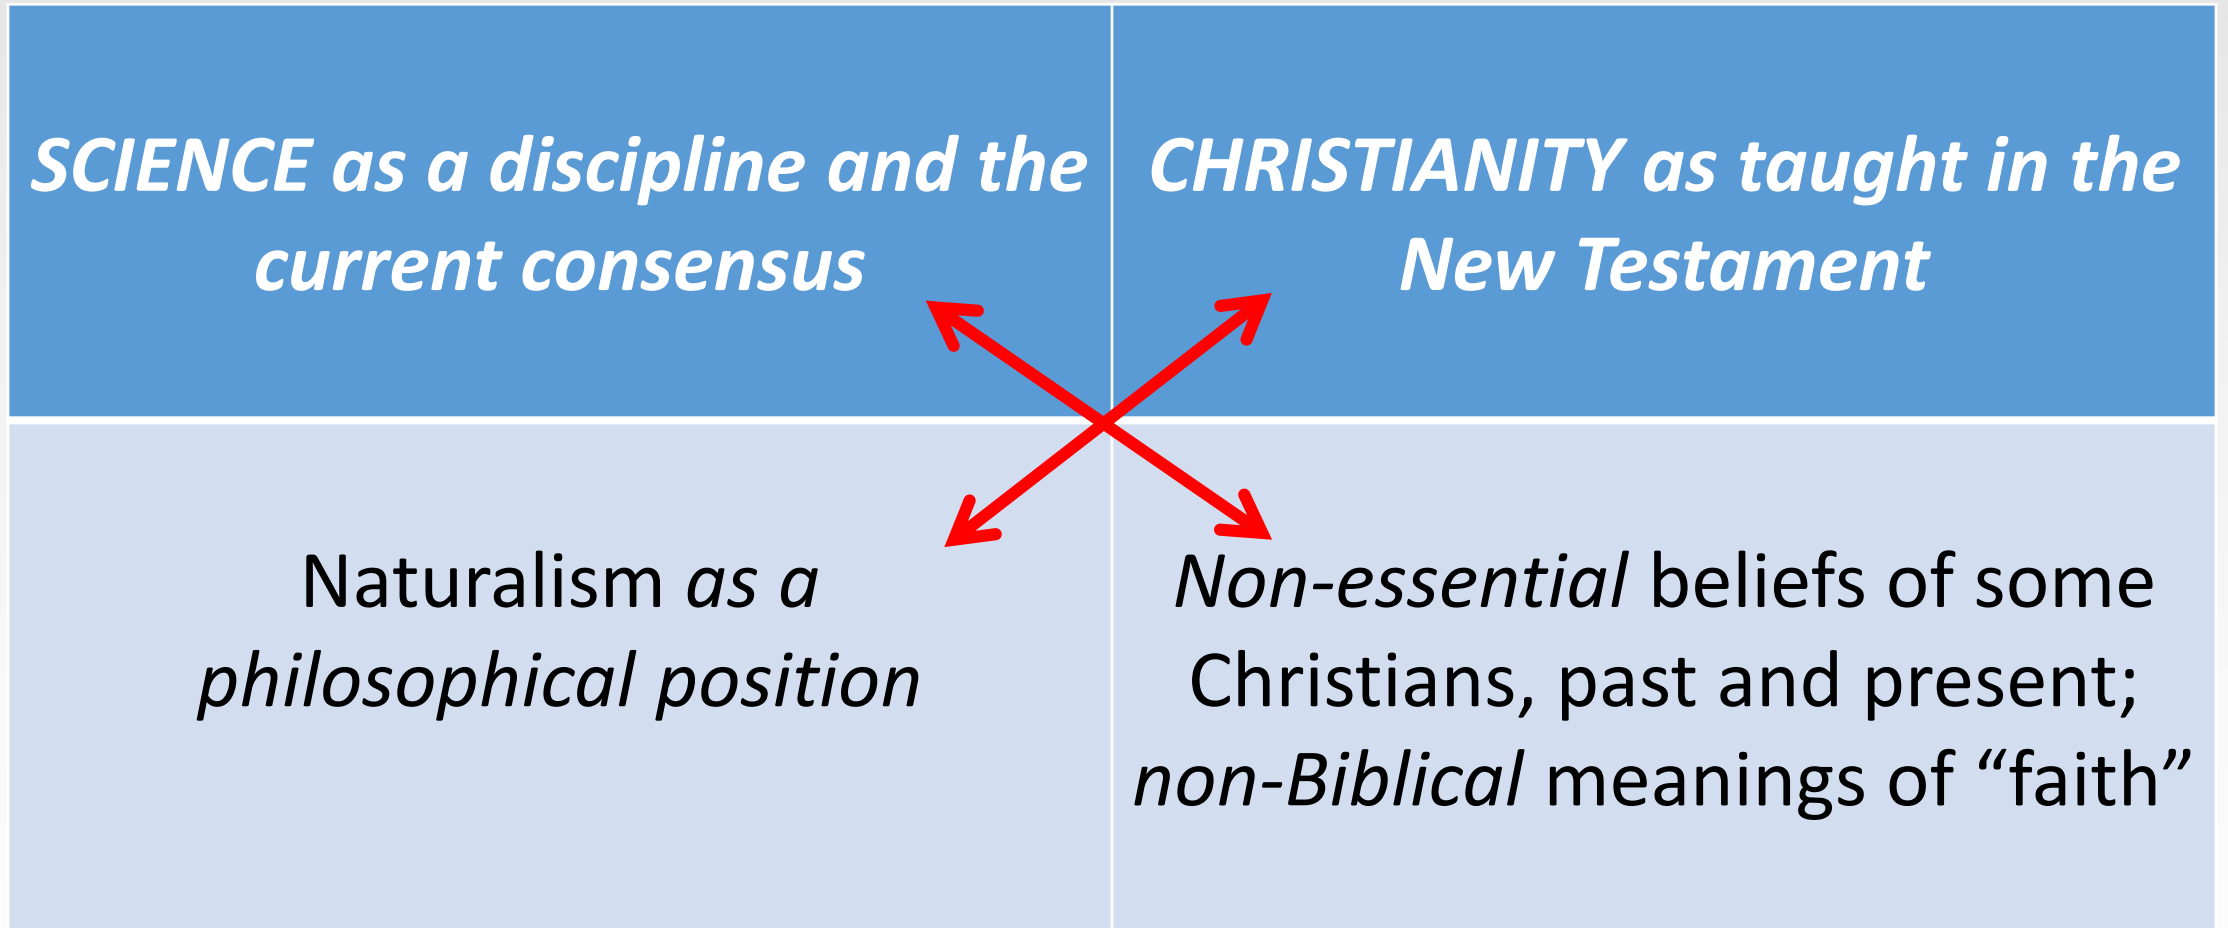 SCIENCE as a discipline and the
current consensus
CHRISTIANITY as taught in the
New Testament
Naturalism as a
philosophical position
Non-essential beliefs of some
Christians, past and present;
non-Biblical meanings of “faith”